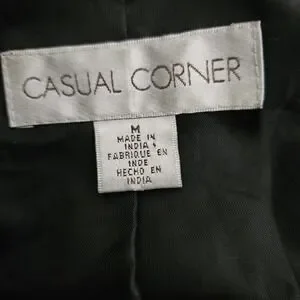 CASUAL CORNER
M
MADE IN
INDIA
FABRIQUE EN
INDE
HECHO EN
INDIA